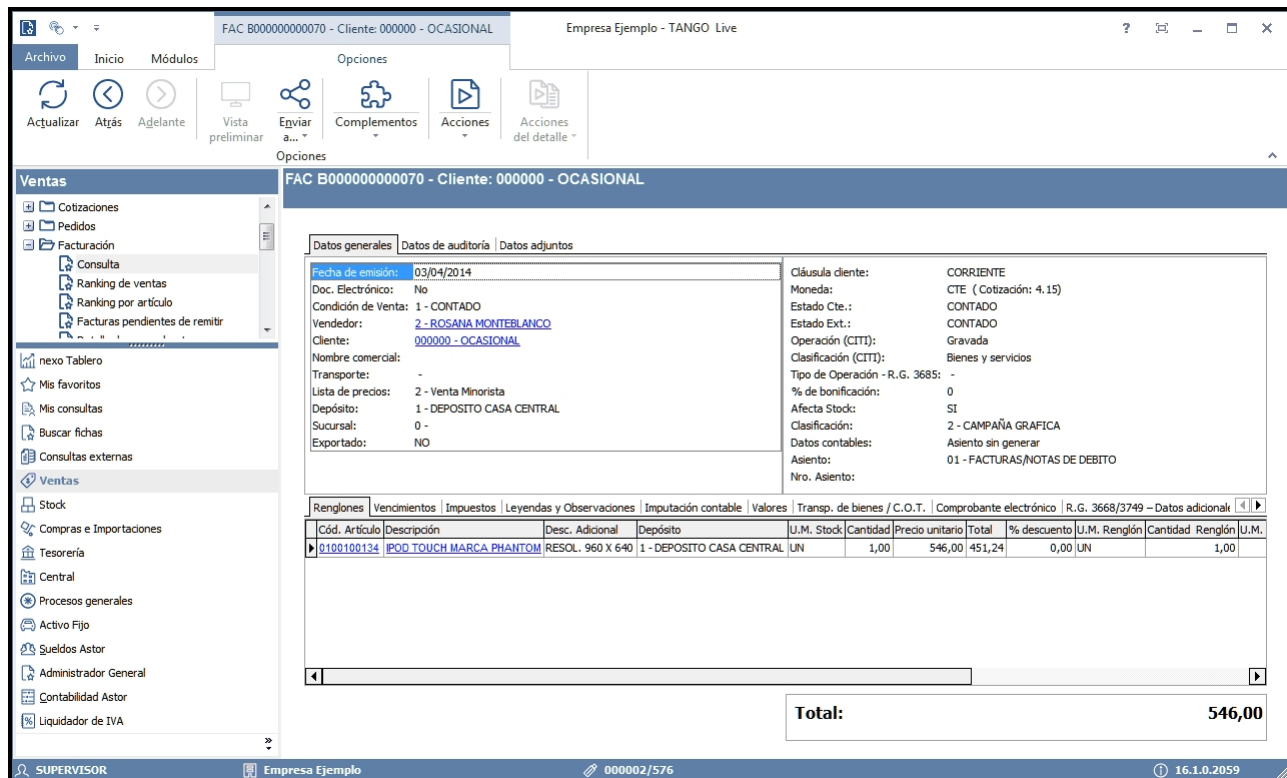 FAC B000000000070 - Cliente: 000000 - OCASIONAL
Empresa Ejemplo - TANGO Live
Archivo Inicio Módulos Opciones
Actualizar Atrás Adelante Vista preliminar Enviar a... Complementos Acciones Acciones del detalle
Opciones
Ventas
Cotizaciones
Pedidos
Facturación
Consulta
Ranking de ventas
Ranking por artículo
Facturas pendientes de remitir
nexo Tablero
Mis favoritos
Mis consultas
Buscar fichas
Consultas externas
Ventas
Stock
Compras e Importaciones
Tesorería
Central
Procesos generales
Activo Fijo
Sueldos Astor
Administrador General
Contabilidad Astor
Liquidador de IVA
FAC B000000000070 - Cliente: 000000 - OCASIONAL
Datos generales Datos de auditoría Datos adjuntos
Fecha de emisión: 03/04/2014
Doc. Electrónico: No
Condición de Venta: 1 - CONTADO
Vendedor: 2 - ROSANA MONTEBLANCO
Cliente: 000000 - OCASIONAL
Nombre comercial:
Transporte: -
Lista de precios: 2 - Venta Minorista
Depósito: 1 - DEPOSITO CASA CENTRAL
Sucursal: 0 -
Exportado: NO
Cláusula cliente: CORRIENTE
Moneda: CTE ( Cotización: 4.15)
Estado Cte.: CONTADO
Estado Ext.: CONTADO
Operación (CITI): Gravada
Clasificación (CITI): Bienes y servicios
Tipo de Operación - R.G. 3685: -
% de bonificación: 0
Afecta Stock: SI
Clasificación: 2 - CAMPAÑA GRAFICA
Datos contables: Asiento sin generar
Asiento: 01 - FACTURAS/NOTAS DE DEBITO
Nro. Asiento:
Renglones Vencimientos Impuestos Leyendas y Observaciones Imputación contable Valores Transp. de bienes / C.O.T. Comprobante electrónico R.G. 3668/3749 – Datos adicionale
Cód. Artículo Descripción Desc. Adicional Depósito U.M. Stock Cantidad Precio unitario Total % descuento U.M. Renglón Cantidad Renglón U.M.
0100100134 IPOD TOUCH MARCA PHANTOM RESOL. 960 X 640 1 - DEPOSITO CASA CENTRAL UN 1,00 546,00 451,24 0,00 UN 1,00
Total: 546,00
SUPERVISOR Empresa Ejemplo 000002/576 16.1.0.2059